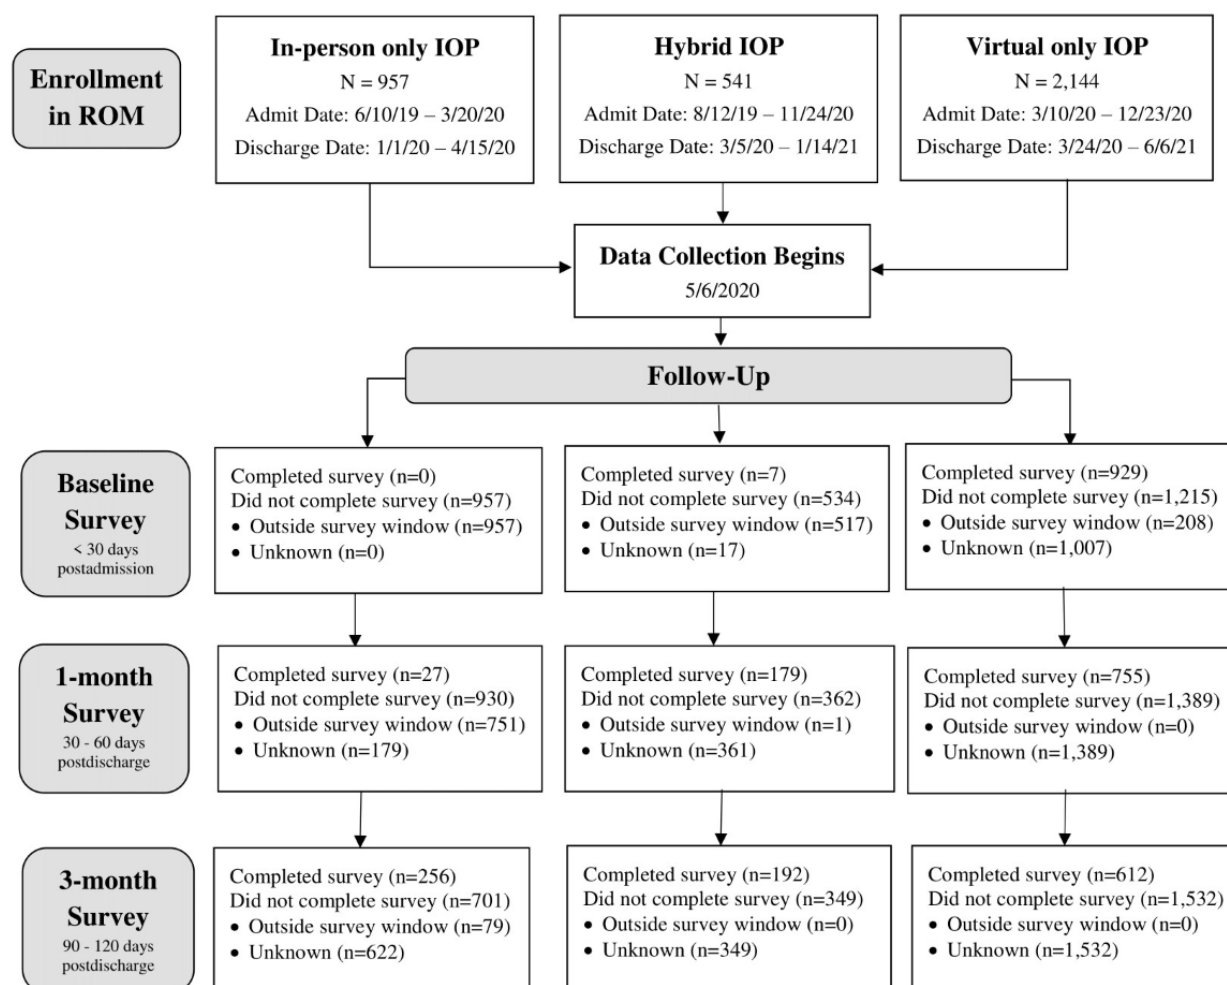 Enrollment
in ROM
In-person only IOP
N = 957
Admit Date: 6/10/19 – 3/20/20
Discharge Date: 1/1/20 – 4/15/20
Hybrid IOP
N = 541
Admit Date: 8/12/19 – 11/24/20
Discharge Date: 3/5/20 – 1/14/21
Virtual only IOP
N = 2,144
Admit Date: 3/10/20 – 12/23/20
Discharge Date: 3/24/20 – 6/6/21
Data Collection Begins
5/6/2020
Follow-Up
Baseline
Survey
< 30 days
postadmission
Completed survey (n=0)
Did not complete survey (n=957)
• Outside survey window (n=957)
• Unknown (n=0)
Completed survey (n=7)
Did not complete survey (n=534)
• Outside survey window (n=517)
• Unknown (n=17)
Completed survey (n=929)
Did not complete survey (n=1,215)
• Outside survey window (n=208)
• Unknown (n=1,007)
1-month
Survey
30 - 60 days
postdischarge
Completed survey (n=27)
Did not complete survey (n=930)
• Outside survey window (n=751)
• Unknown (n=179)
Completed survey (n=179)
Did not complete survey (n=362)
• Outside survey window (n=1)
• Unknown (n=361)
Completed survey (n=755)
Did not complete survey (n=1,389)
• Outside survey window (n=0)
• Unknown (n=1,389)
3-month
Survey
90 - 120 days
postdischarge
Completed survey (n=256)
Did not complete survey (n=701)
• Outside survey window (n=79)
• Unknown (n=622)
Completed survey (n=192)
Did not complete survey (n=349)
• Outside survey window (n=0)
• Unknown (n=349)
Completed survey (n=612)
Did not complete survey (n=1,532)
• Outside survey window (n=0)
• Unknown (n=1,532)